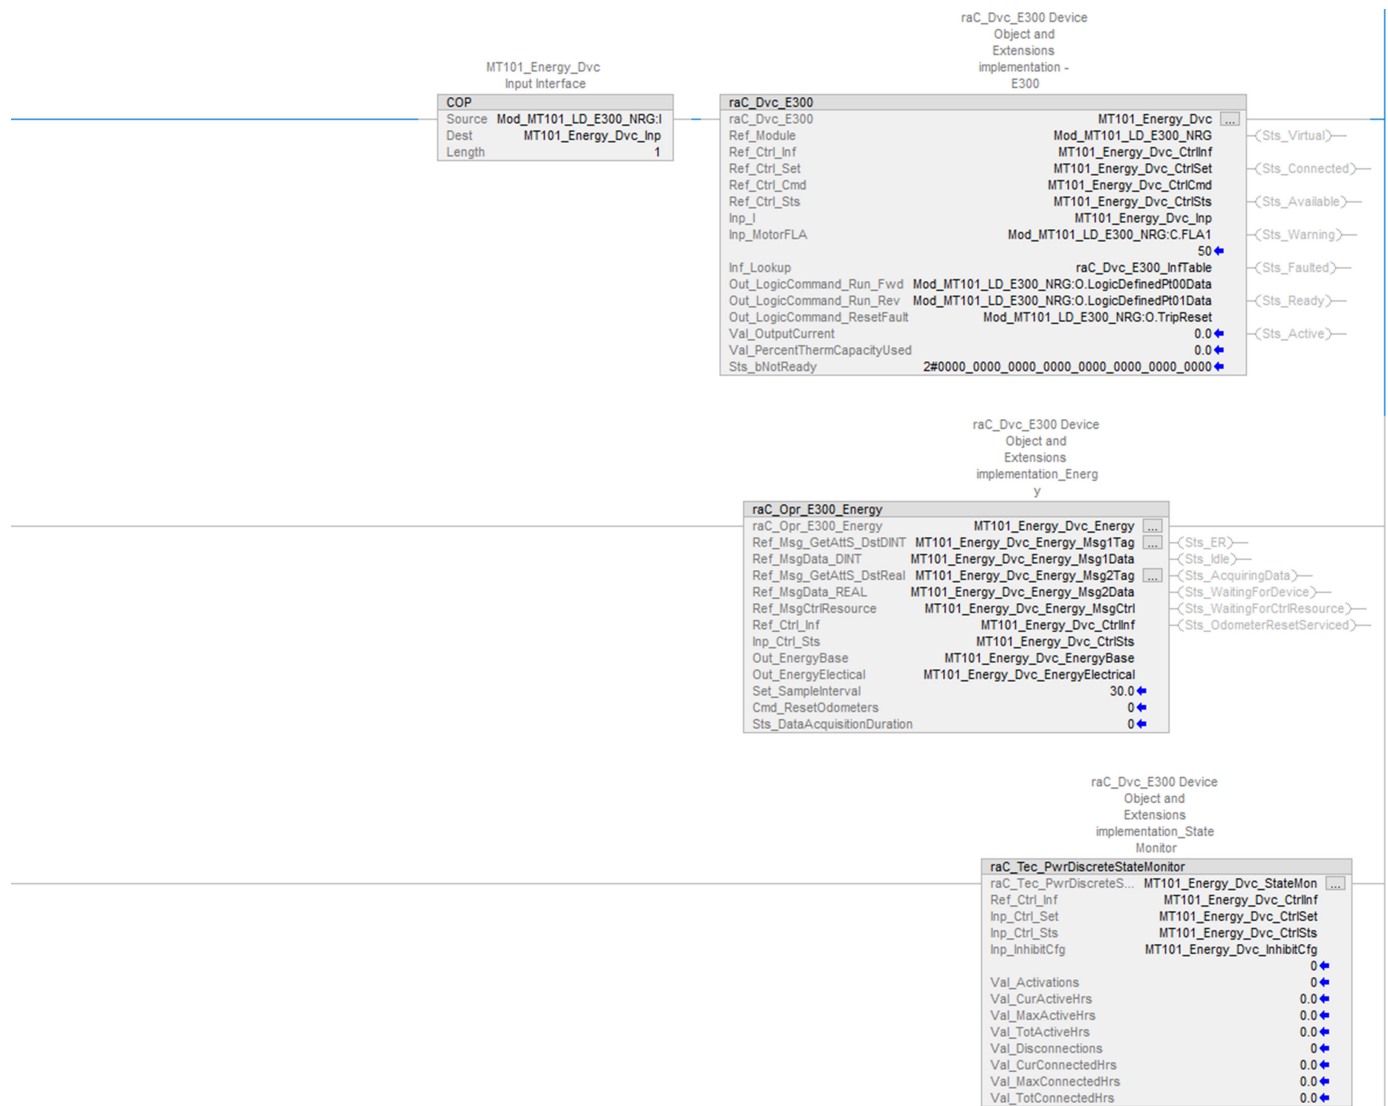 raC_Dvc_E300 Device
Object and
Extensions
implementation -
E300
MT101_Energy_Dvc
Input Interface
COP
Source Mod_MT101_LD_E300_NRG:I
Dest MT101_Energy_Dvc_Inp
Length 1
raC_Dvc_E300
raC_Dvc_E300 MT101_Energy_Dvc ...
Ref_Module Mod_MT101_LD_E300_NRG (Sts_Virtual)
Ref_Ctrl_Inf MT101_Energy_Dvc_CtrlInf
Ref_Ctrl_Set MT101_Energy_Dvc_CtrlSet (Sts_Connected)
Ref_Ctrl_Cmd MT101_Energy_Dvc_CtrlCmd
Ref_Ctrl_Sts MT101_Energy_Dvc_CtrlSts (Sts_Available)
Inp_I MT101_Energy_Dvc_Inp
Inp_MotorFLA Mod_MT101_LD_E300_NRG:C.FLA1 (Sts_Warning)
50
Inf_Lookup raC_Dvc_E300_InfTable (Sts_Faulted)
Out_LogicCommand_Run_Fwd Mod_MT101_LD_E300_NRG:O.LogicDefinedPt00Data
Out_LogicCommand_Run_Rev Mod_MT101_LD_E300_NRG:O.LogicDefinedPt01Data (Sts_Ready)
Out_LogicCommand_ResetFault Mod_MT101_LD_E300_NRG:O.TripReset
Val_OutputCurrent 0.0 (Sts_Active)
Val_PercentThermCapacityUsed 0.0
Sts_bNotReady 2#0000_0000_0000_0000_0000_0000_0000_0000
raC_Dvc_E300 Device
Object and
Extensions
implementation_Energ
y
raC_Opr_E300_Energy
raC_Opr_E300_Energy MT101_Energy_Dvc_Energy ...
Ref_Msg_GetAttS_DstDINT MT101_Energy_Dvc_Energy_Msg1Tag ... (Sts_ER)
Ref_MsgData_DINT MT101_Energy_Dvc_Energy_Msg1Data (Sts_Idle)
Ref_Msg_GetAttS_DstReal MT101_Energy_Dvc_Energy_Msg2Tag ... (Sts_AcquiringData)
Ref_MsgData_REAL MT101_Energy_Dvc_Energy_Msg2Data (Sts_WaitingForDevice)
Ref_MsgCtrlResource MT101_Energy_Dvc_Energy_MsgCtrl (Sts_WaitingForCtrlResource)
Ref_Ctrl_Inf MT101_Energy_Dvc_CtrlInf (Sts_OdometerResetServiced)
Inp_Ctrl_Sts MT101_Energy_Dvc_CtrlSts
Out_EnergyBase MT101_Energy_Dvc_EnergyBase
Out_EnergyElectical MT101_Energy_Dvc_EnergyElectrical
Set_SampleInterval 30.0
Cmd_ResetOdometers 0
Sts_DataAcquisitionDuration 0
raC_Dvc_E300 Device
Object and
Extensions
implementation_State
Monitor
raC_Tec_PwrDiscreteStateMonitor
raC_Tec_PwrDiscreteS... MT101_Energy_Dvc_StateMon ...
Ref_Ctrl_Inf MT101_Energy_Dvc_CtrlInf
Inp_Ctrl_Set MT101_Energy_Dvc_CtrlSet
Inp_Ctrl_Sts MT101_Energy_Dvc_CtrlSts
Inp_InhibitCfg MT101_Energy_Dvc_InhibitCfg
0
Val_Activations 0
Val_CurActiveHrs 0.0
Val_MaxActiveHrs 0.0
Val_TotActiveHrs 0.0
Val_Disconnections 0
Val_CurConnectedHrs 0.0
Val_MaxConnectedHrs 0.0
Val_TotConnectedHrs 0.0